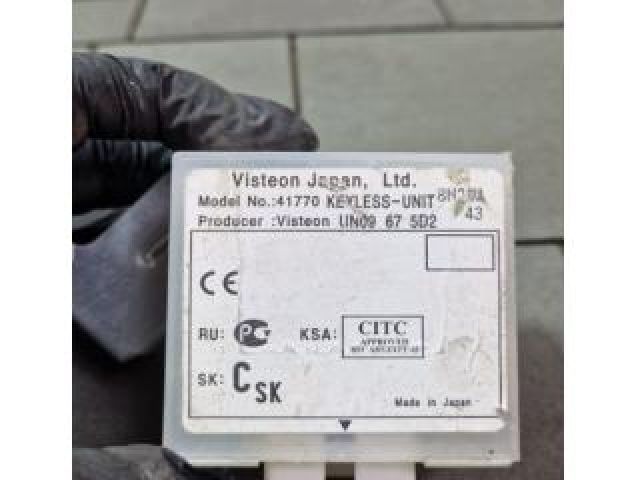 Visteon Japan, Ltd.
Model No.:41770 KEYLESS-UNIT
43
Producer :Visteon UN09 67 5D2
CE
RU: PC
KSA: CITC
APPROVED
SK: CSK
Made in Japan